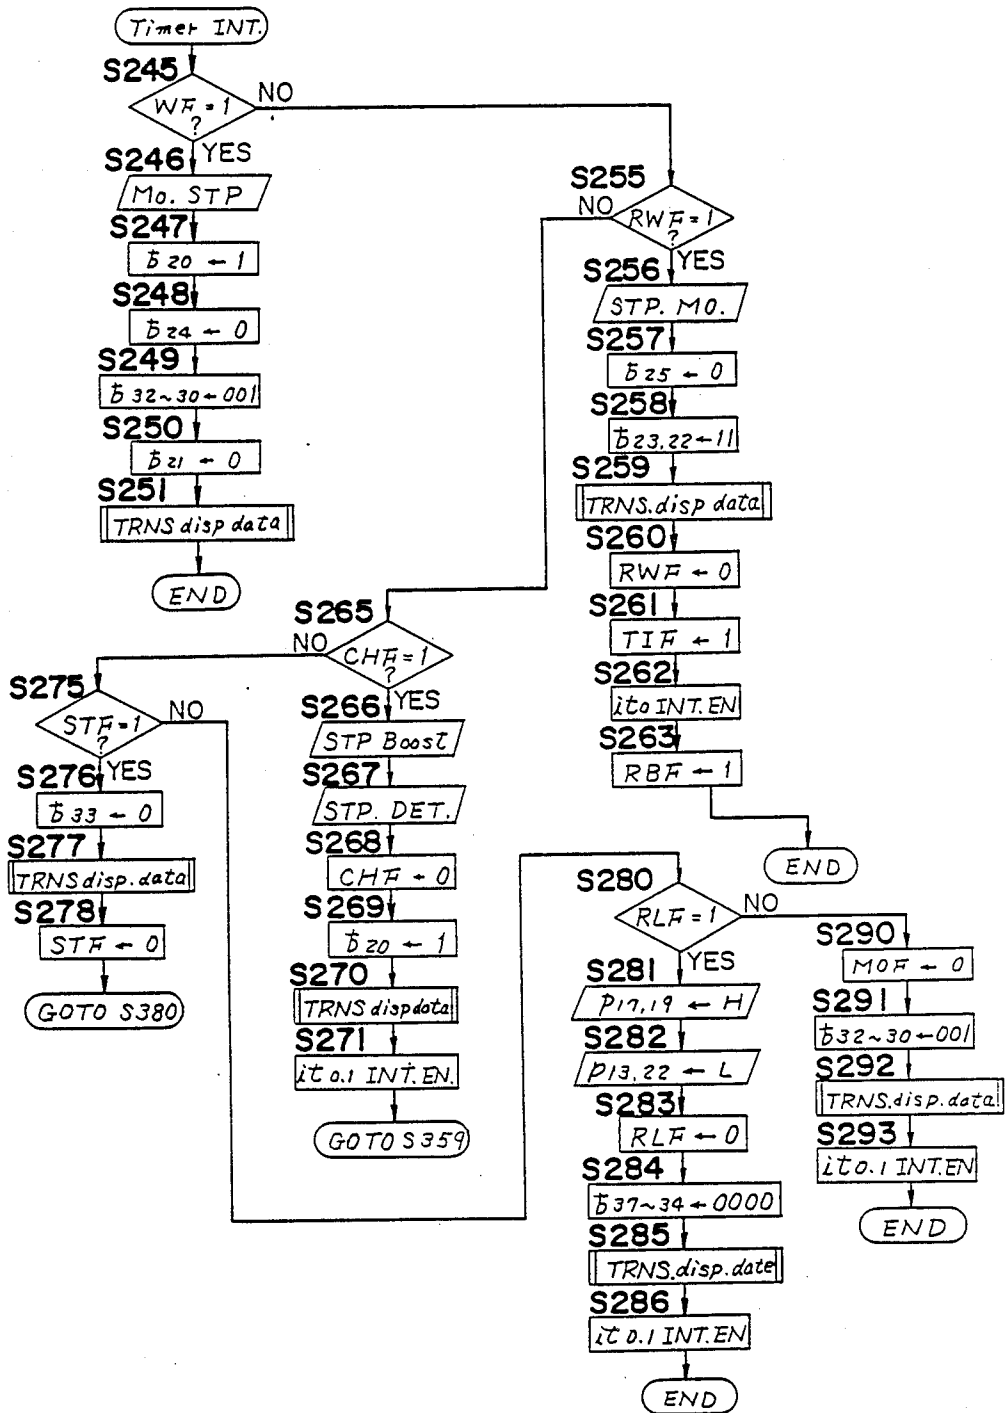 Timer INT.
S245
WF=1
?
NO
YES
S246
Mo. STP
S247
b20 ← 1
S248
b24 ← 0
S249
b32~30←001
S250
b21 ← 0
S251
TRNS disp data
END
S255
NO
RWF=1
?
YES
S256
STP. MO.
S257
b25 ← 0
S258
b23,22←11
S259
TRNS.disp data
S260
RWF ← 0
S261
TIF ← 1
S262
ito INT.EN
S263
RBF ← 1
END
S265
NO
CHF=1
?
YES
S266
STP Boost
S267
STP. DET.
S268
CHF ← 0
S269
b20 ← 1
S270
TRNS dispdata
S271
it0.1 INT.EN.
GOTO S359
S275
STF=1
?
NO
YES
S276
b33 ← 0
S277
TRNS disp.data
S278
STF ← 0
GOTO S380
S280
RLF=1
?
NO
YES
S281
P17,19 ← H
S282
P13,22 ← L
S283
RLF ← 0
S284
b37~34←0000
S285
TRNS.disp.date
S286
it0.1 INT.EN
END
S290
MOF ← 0
S291
b32~30←001
S292
TRNS.disp.data
S293
it0.1 INT.EN
END